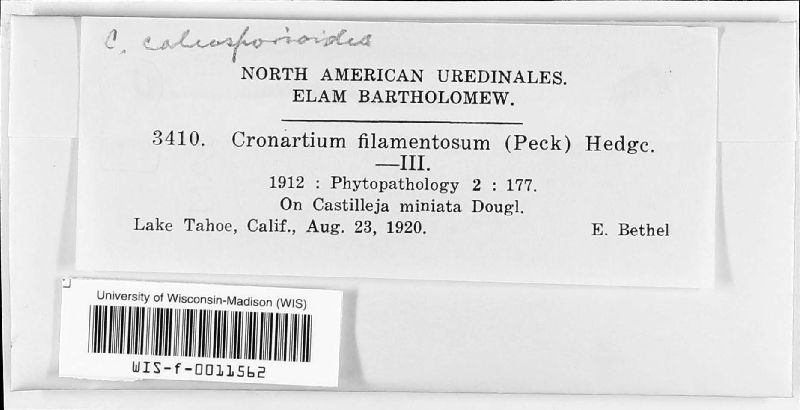 C. coleosporioides
NORTH AMERICAN UREDINALES.
ELAM BARTHOLOMEW.
3410. Cronartium filamentosum (Peck) Hedgc.
—III.
1912 : Phytopathology 2 : 177.
On Castilleja miniata Dougl.
Lake Tahoe, Calif., Aug. 23, 1920. E. Bethel
University of Wisconsin-Madison (WIS)
WIS-f-0011562